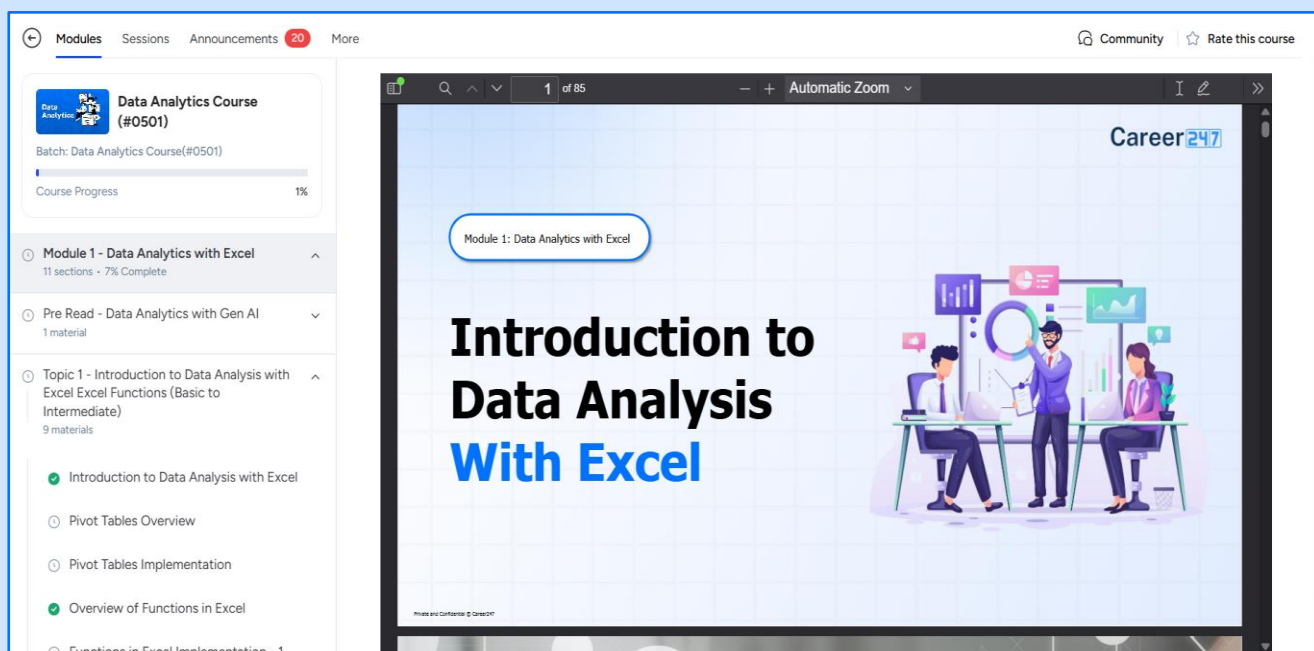 Modules Sessions Announcements 20 More
Community Rate this course
Data Analytics
Data Analytics Course
(#0501)
Batch: Data Analytics Course(#0501)
Course Progress 1%
Module 1 - Data Analytics with Excel
11 sections • 7% Complete
Pre Read - Data Analytics with Gen AI
1 material
Topic 1 - Introduction to Data Analysis with
Excel Excel Functions (Basic to
Intermediate)
9 materials
Introduction to Data Analysis with Excel
Pivot Tables Overview
Pivot Tables Implementation
Overview of Functions in Excel
Functions in Excel Implementation - 1
1 of 85
Automatic Zoom
Career247
Module 1: Data Analytics with Excel
Introduction to
Data Analysis
With Excel
Private and Confidential © Career247